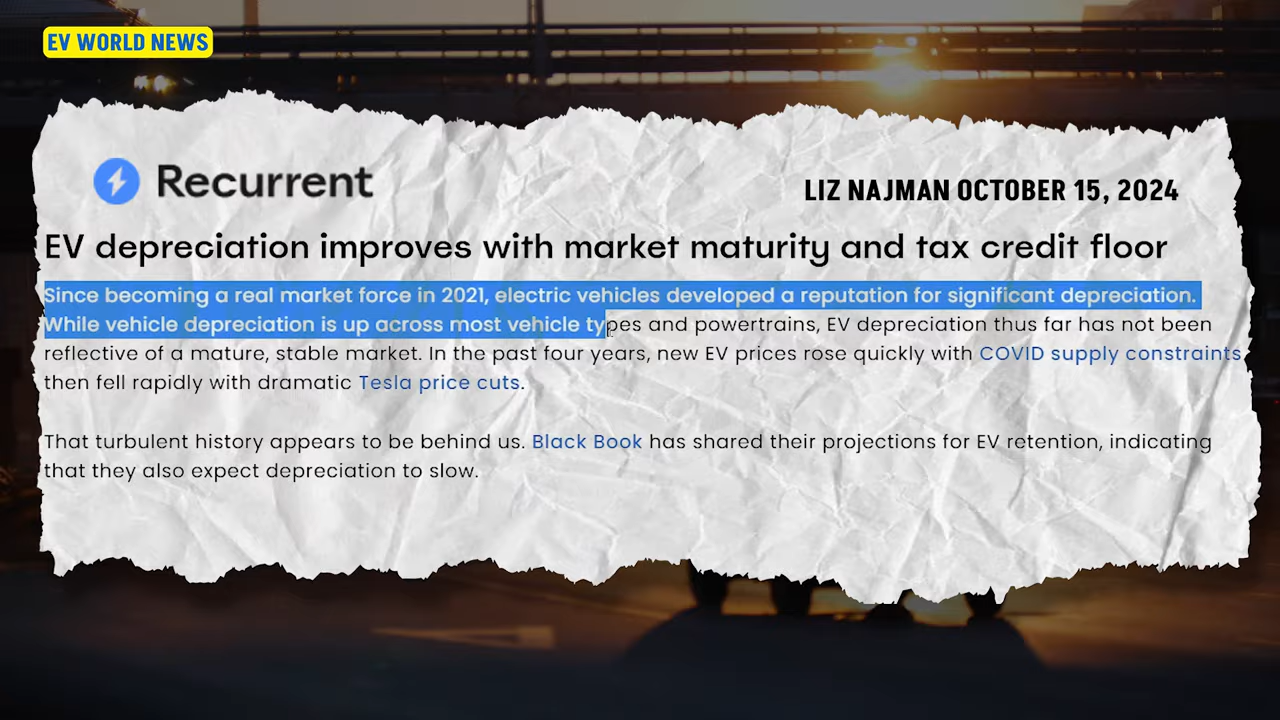 EV WORLD NEWS
Recurrent
LIZ NAJMAN OCTOBER 15, 2024
EV depreciation improves with market maturity and tax credit floor
Since becoming a real market force in 2021, electric vehicles developed a reputation for significant depreciation.
While vehicle depreciation is up across most vehicle types and powertrains, EV depreciation thus far has not been
reflective of a mature, stable market. In the past four years, new EV prices rose quickly with COVID supply constraints,
then fell rapidly with dramatic Tesla price cuts.
That turbulent history appears to be behind us. Black Book has shared their projections for EV retention, indicating
that they also expect depreciation to slow.